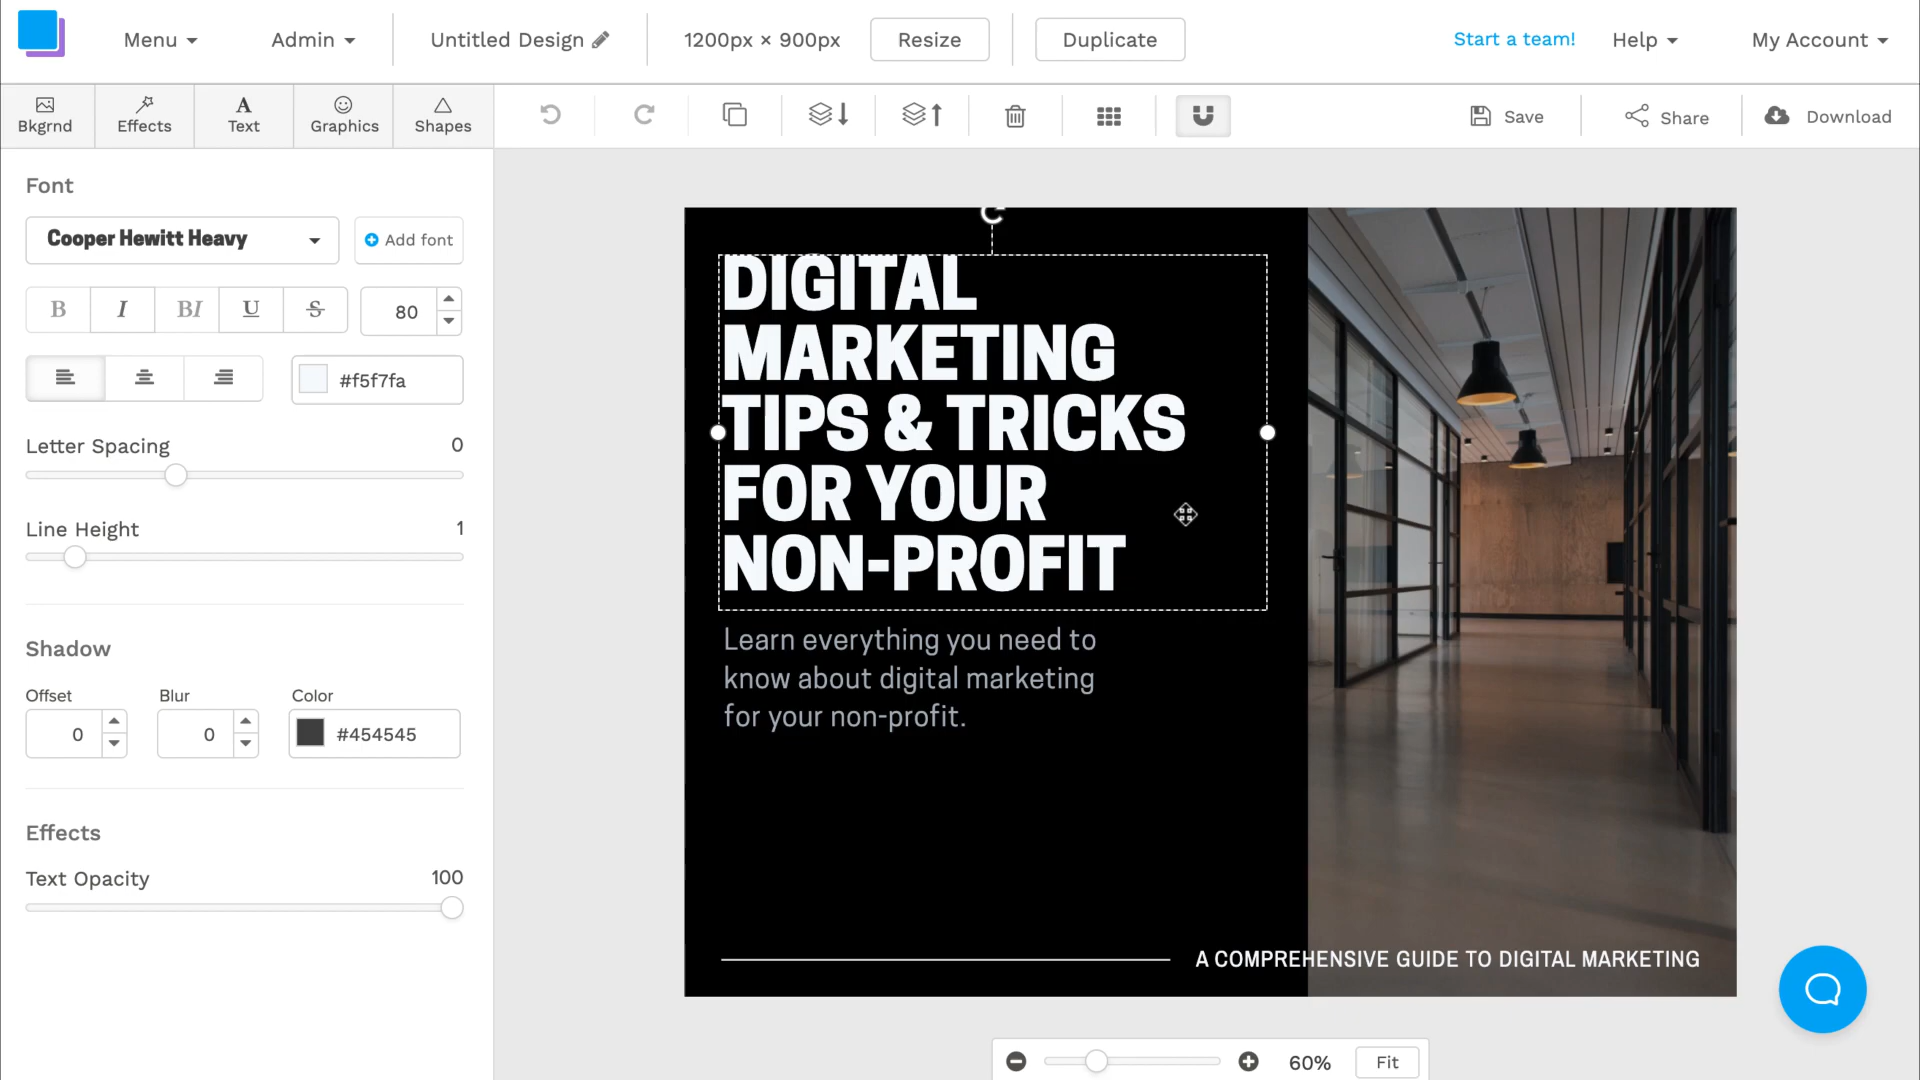 Menu
Admin
Untitled Design
1200px × 900px
Resize
Duplicate
Start a team!
Help
My Account
Bkgrnd
Effects
Text
Graphics
Shapes
Save
Share
Download
Font
Cooper Hewitt Heavy
Add font
B I BI U S
80
#f5f7fa
Letter Spacing 0
Line Height 1
Shadow
Offset Blur Color
0 0 #454545
Effects
Text Opacity 100
DIGITAL
MARKETING
TIPS & TRICKS
FOR YOUR
NON-PROFIT
Learn everything you need to
know about digital marketing
for your non-profit.
A COMPREHENSIVE GUIDE TO DIGITAL MARKETING
60%
Fit